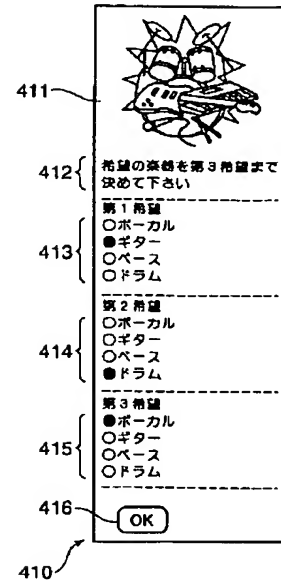 411
412
希望の楽器を第3希望まで
決めて下さい
413
第1希望
○ボーカル
●ギター
○ベース
○ドラム
414
第2希望
○ボーカル
○ギター
○ベース
●ドラム
415
第3希望
●ボーカル
○ギター
○ベース
○ドラム
416
OK
410